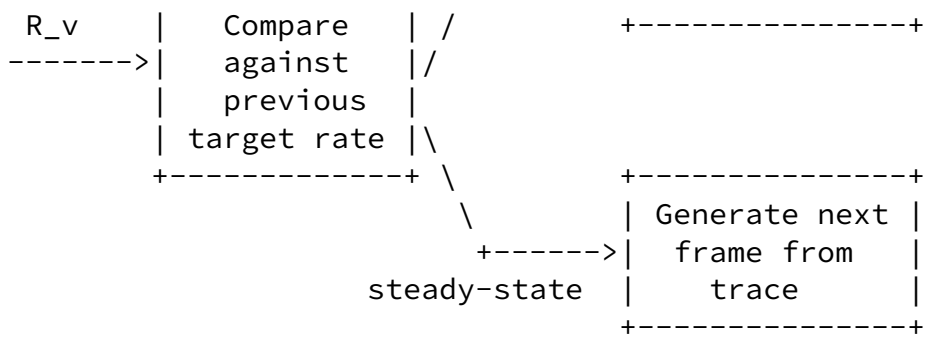 R_v
Compare
against
previous
target rate
Generate next
frame from
trace
steady-state